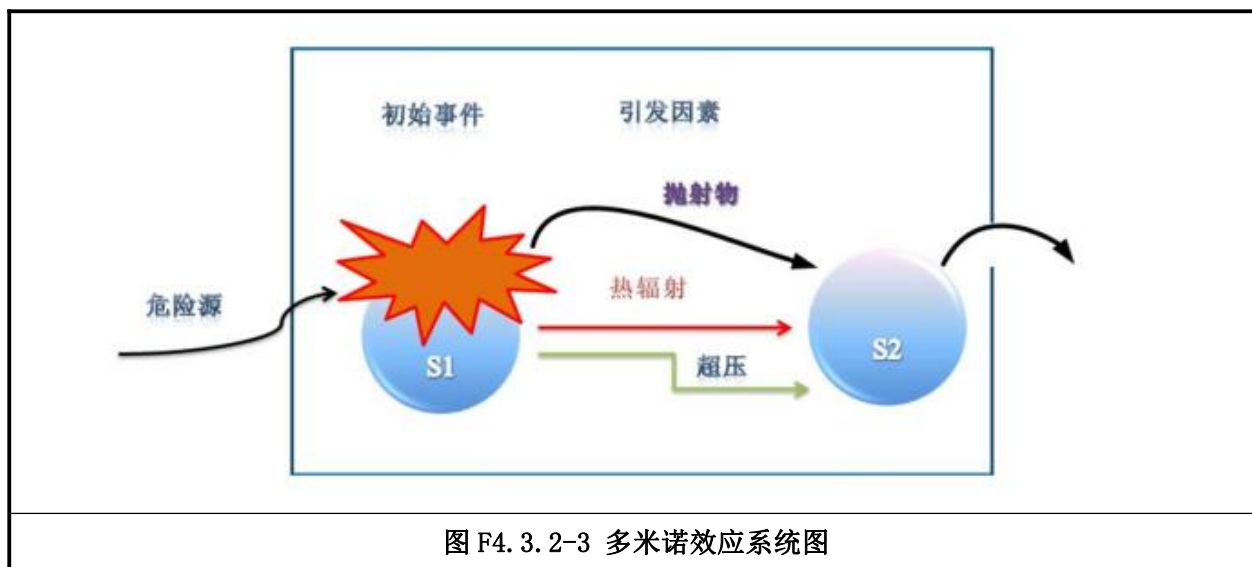 初始事件
引发因素
抛射物
危险源
热辐射
S1
超压
S2
图 F4.3.2-3 多米诺效应系统图